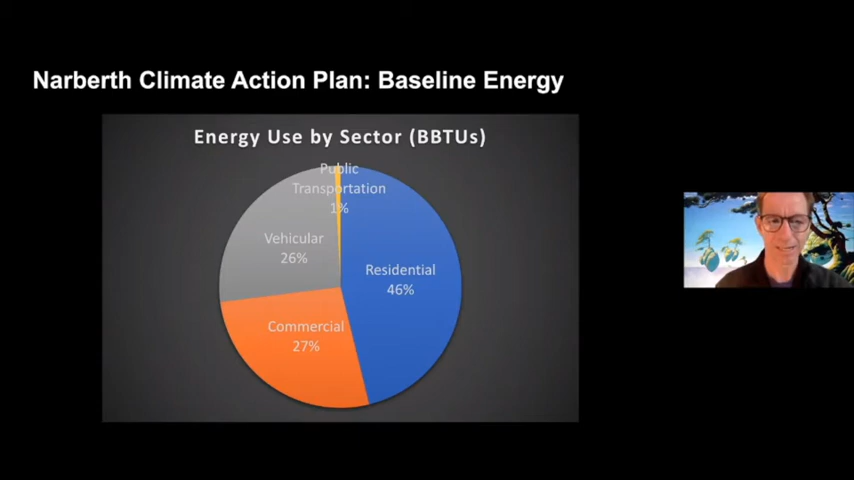 Narberth Climate Action Plan: Baseline Energy
Energy Use by Sector (BBTUs)
Public
Transportation
1%
Vehicular
26%
Residential
46%
Commercial
27%